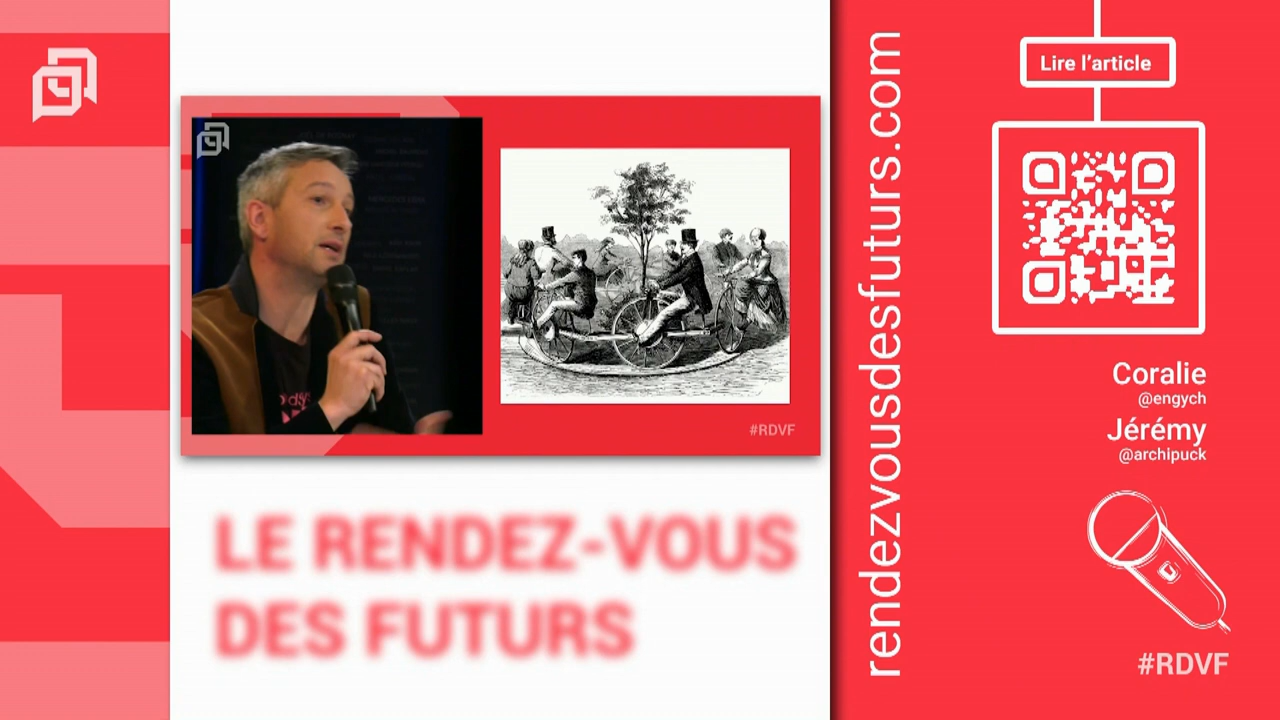 #RDVF
LE RENDEZ-VOUS
DES FUTURS
rendezvousdesfuturs.com
Lire l'article
Coralie
@engych
Jérémy
@archipuck
#RDVF